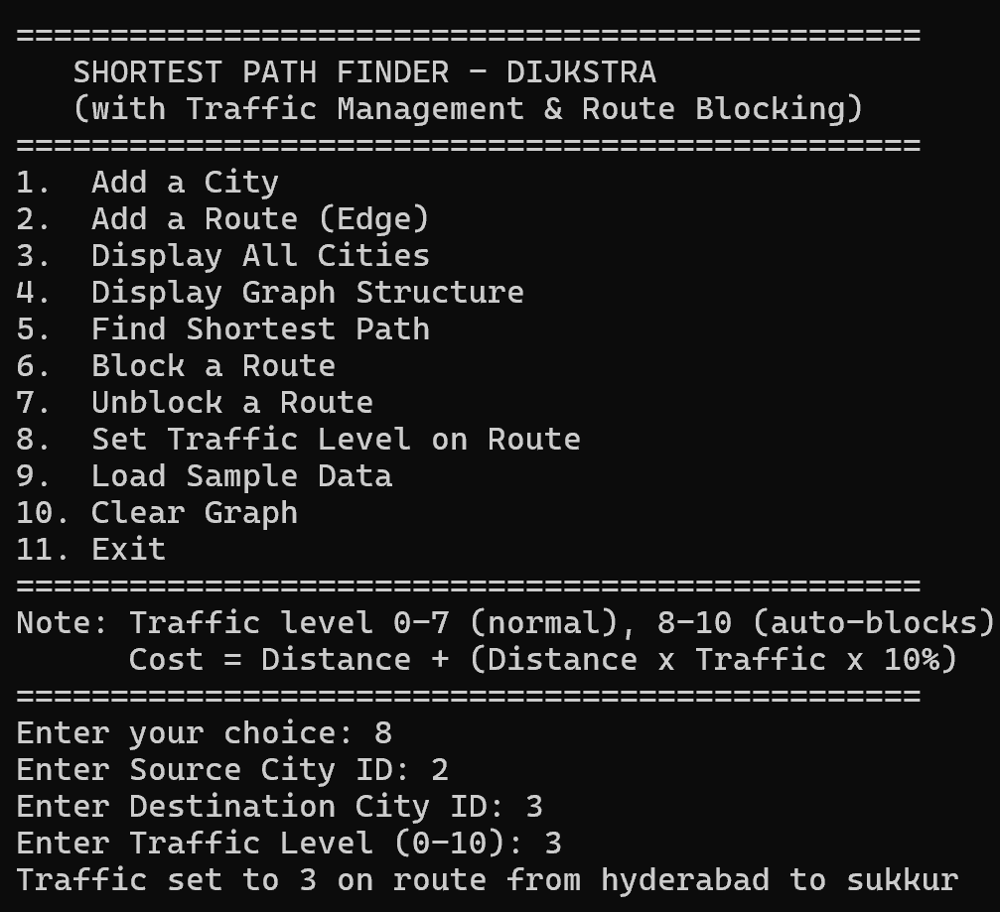 ================================================
SHORTEST PATH FINDER - DIJKSTRA
(with Traffic Management & Route Blocking)
================================================
1.  Add a City
2.  Add a Route (Edge)
3.  Display All Cities
4.  Display Graph Structure
5.  Find Shortest Path
6.  Block a Route
7.  Unblock a Route
8.  Set Traffic Level on Route
9.  Load Sample Data
10. Clear Graph
11. Exit
================================================
Note: Traffic level 0-7 (normal), 8-10 (auto-blocks)
Cost = Distance + (Distance x Traffic x 10%)
================================================
Enter your choice: 8
Enter Source City ID: 2
Enter Destination City ID: 3
Enter Traffic Level (0-10): 3
Traffic set to 3 on route from hyderabad to sukkur